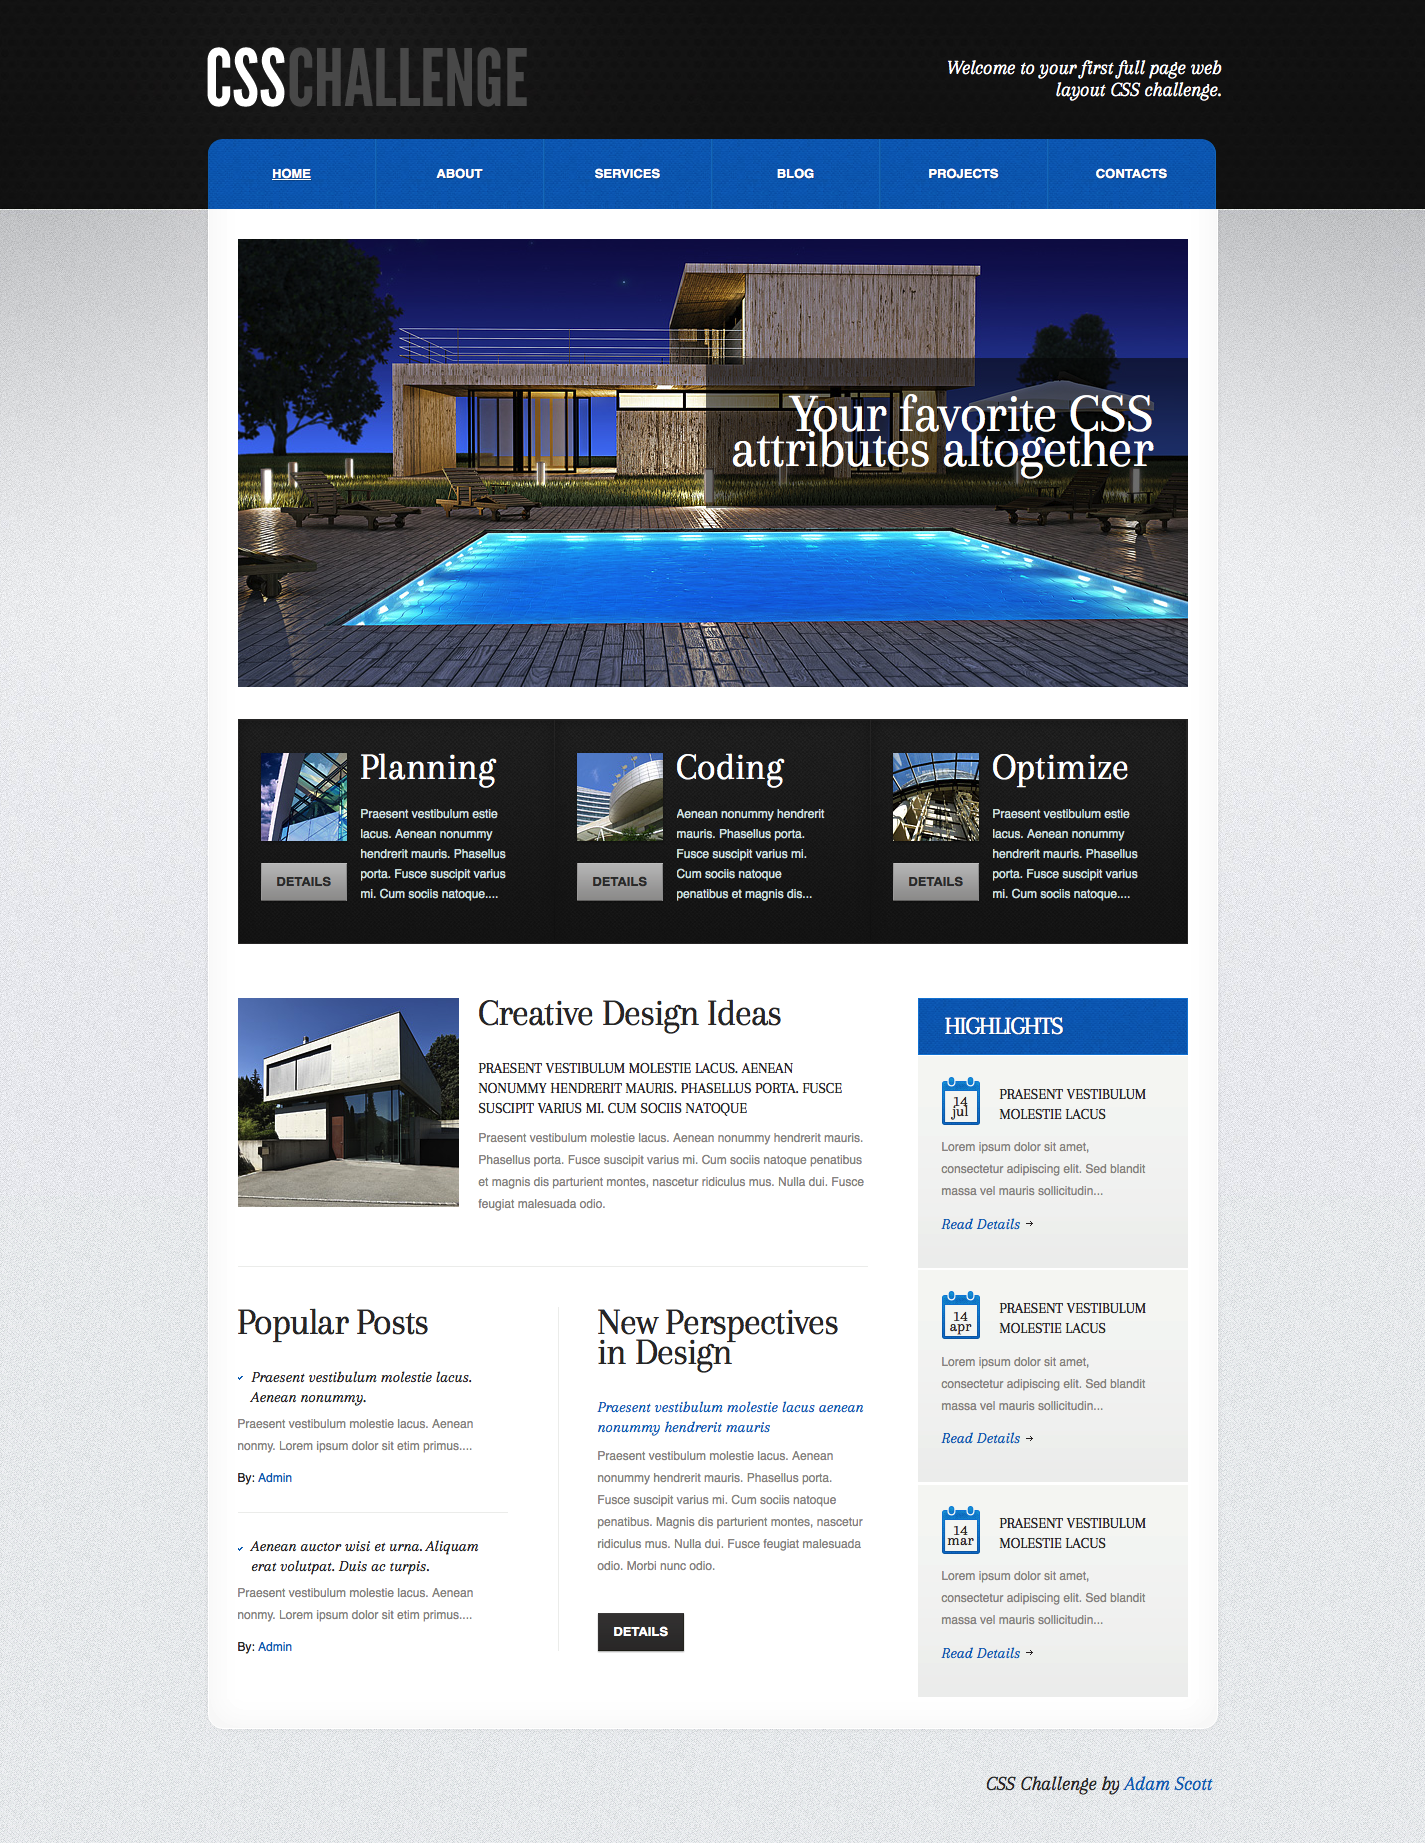 CSSCHALLENGE
Welcome to your first full page web
layout CSS challenge.
HOME
ABOUT
SERVICES
BLOG
PROJECTS
CONTACTS
Your favorite CSS
attributes altogether
Planning
Praesent vestibulum estie
lacus. Aenean nonummy
hendrerit mauris. Phasellus
porta. Fusce suscipit varius
mi. Cum sociis natoque....
DETAILS
Coding
Aenean nonummy hendrerit
mauris. Phasellus porta.
Fusce suscipit varius mi.
Cum sociis natoque
penatibus et magnis dis...
DETAILS
Optimize
Praesent vestibulum estie
lacus. Aenean nonummy
hendrerit mauris. Phasellus
porta. Fusce suscipit varius
mi. Cum sociis natoque....
DETAILS
Creative Design Ideas
PRAESENT VESTIBULUM MOLESTIE LACUS. AENEAN
NONUMMY HENDRERIT MAURIS. PHASELLUS PORTA. FUSCE
SUSCIPIT VARIUS MI. CUM SOCIIS NATOQUE
Praesent vestibulum molestie lacus. Aenean nonummy hendrerit mauris.
Phasellus porta. Fusce suscipit varius mi. Cum sociis natoque penatibus
et magnis dis parturient montes, nascetur ridiculus mus. Nulla dui. Fusce
feugiat malesuada odio.
Popular Posts
Praesent vestibulum molestie lacus.
Aenean nonummy.
Praesent vestibulum molestie lacus. Aenean
nonmy. Lorem ipsum dolor sit etim primus....
By: Admin
Aenean auctor wisi et urna. Aliquam
erat volutpat. Duis ac turpis.
Praesent vestibulum molestie lacus. Aenean
nonmy. Lorem ipsum dolor sit etim primus....
By: Admin
New Perspectives
in Design
Praesent vestibulum molestie lacus aenean
nonummy hendrerit mauris
Praesent vestibulum molestie lacus. Aenean
nonummy hendrerit mauris. Phasellus porta.
Fusce suscipit varius mi. Cum sociis natoque
penatibus. Magnis dis parturient montes, nascetur
ridiculus mus. Nulla dui. Fusce feugiat malesuada
odio. Morbi nunc odio.
DETAILS
HIGHLIGHTS
14
jul
PRAESENT VESTIBULUM
MOLESTIE LACUS
Lorem ipsum dolor sit amet,
consectetur adipiscing elit. Sed blandit
massa vel mauris sollicitudin...
Read Details →
14
apr
PRAESENT VESTIBULUM
MOLESTIE LACUS
Lorem ipsum dolor sit amet,
consectetur adipiscing elit. Sed blandit
massa vel mauris sollicitudin...
Read Details →
14
mar
PRAESENT VESTIBULUM
MOLESTIE LACUS
Lorem ipsum dolor sit amet,
consectetur adipiscing elit. Sed blandit
massa vel mauris sollicitudin...
Read Details →
CSS Challenge by Adam Scott